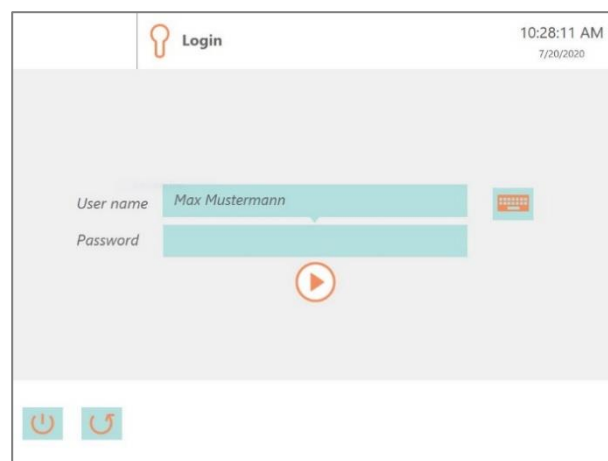 Login
10:28:11 AM
7/20/2020
User name
Max Mustermann
Password